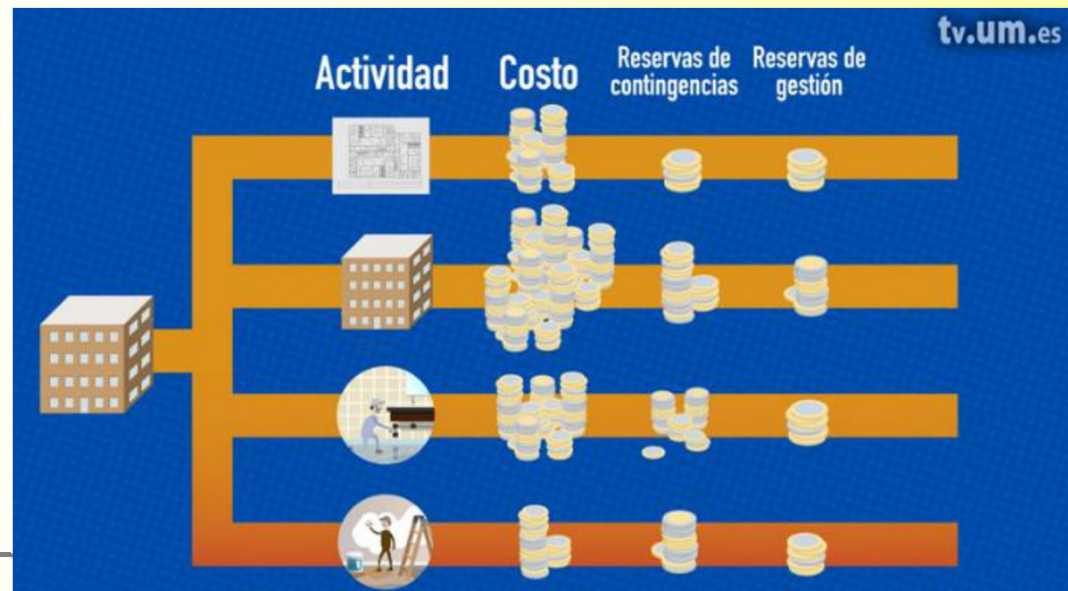 tv.um.es
Actividad
Costo
Reservas de
contingencias
Reservas de
gestión